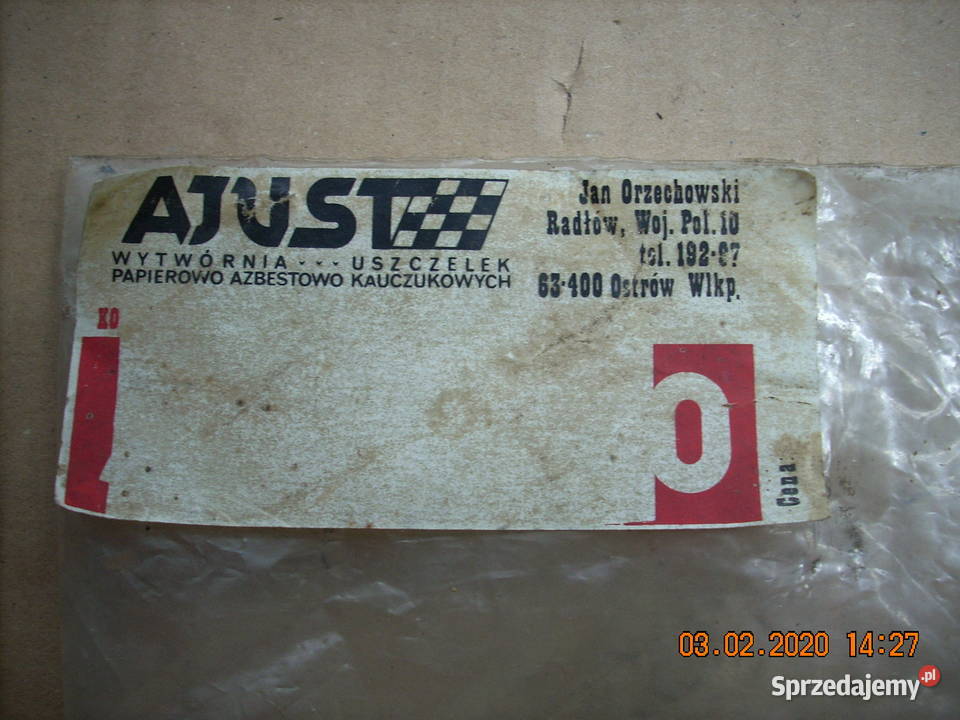 AJUST
WYTWÓRNIA --- USZCZELEK
PAPIEROWO AZBESTOWO KAUCZUKOWYCH
Jan Orzechowski
Radłów, Woj. Pol. 10
tel. 192-67
63-400 Ostrów Wlkp.
KO
Cena
03.02.2020 14:27
Sprzedajemy.pl